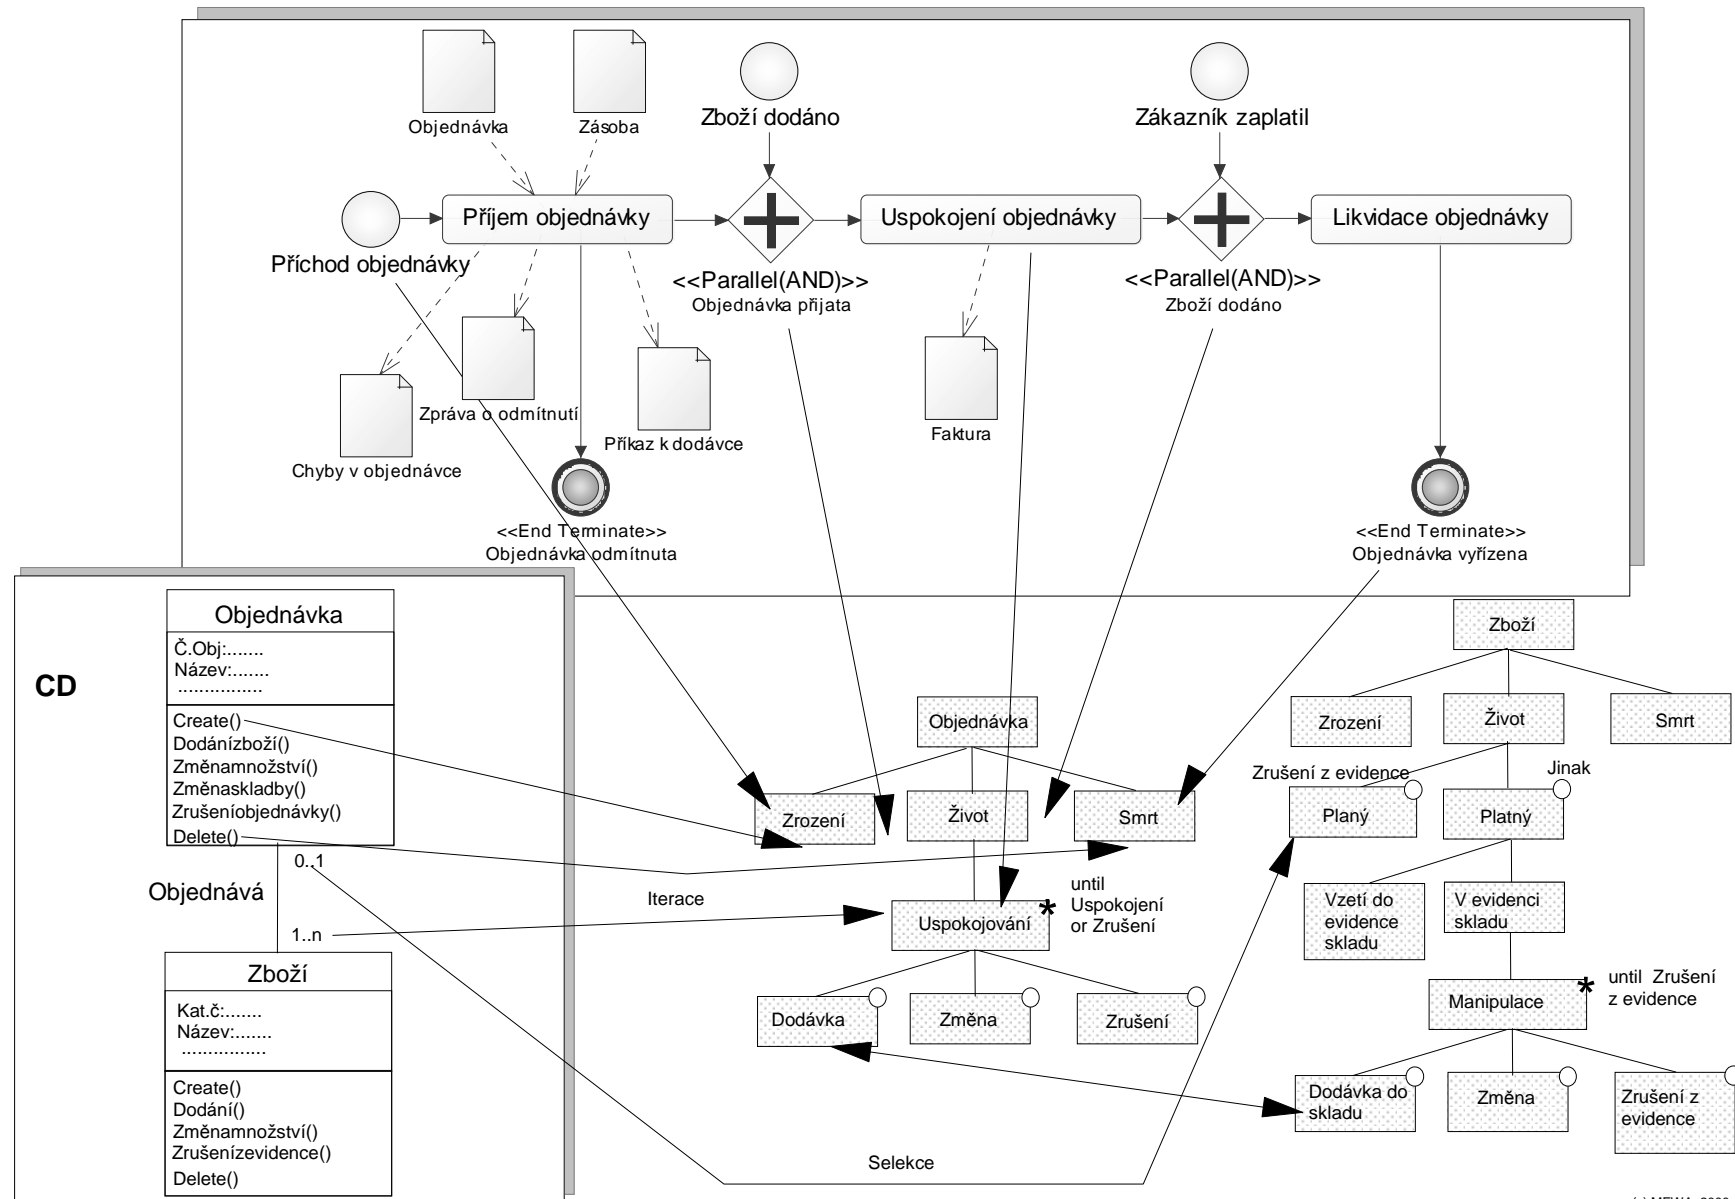 Objednávka
Zásoba
Zboží dodáno
Zákazník zaplatil
Příchod objednávky
Příjem objednávky
Uspokojení objednávky
Likvidace objednávky
<<Parallel(AND)>>
Objednávka přijata
<<Parallel(AND)>>
Zboží dodáno
Chyby v objednávce
Zpráva o odmítnutí
Příkaz k dodávce
Faktura
<<End Terminate>>
Objednávka odmítnuta
<<End Terminate>>
Objednávka vyřízena
CD
Objednávka
Č.Obj:.......
Název:.......
................
Create()
Dodánízboží()
Změnamnožství()
Změnaskladby()
Zrušeníobjednávky()
Delete()
0..1
Objednává
1..n
Zboží
Kat.č:.......
Název:.......
................
Create()
Dodání()
Změnamnožství()
Zrušenízevidence()
Delete()
Iterace
Selekce
Objednávka
Zrození
Život
Smrt
Uspokojování
*
until
Uspokojení
or Zrušení
Dodávka
Změna
Zrušení
Zboží
Zrození
Život
Smrt
Zrušení z evidence
Jinak
Planý
Platný
Vzetí do
evidence
skladu
V evidenci
skladu
Manipulace
*
until Zrušení
z evidence
Dodávka do
skladu
Změna
Zrušení z
evidence